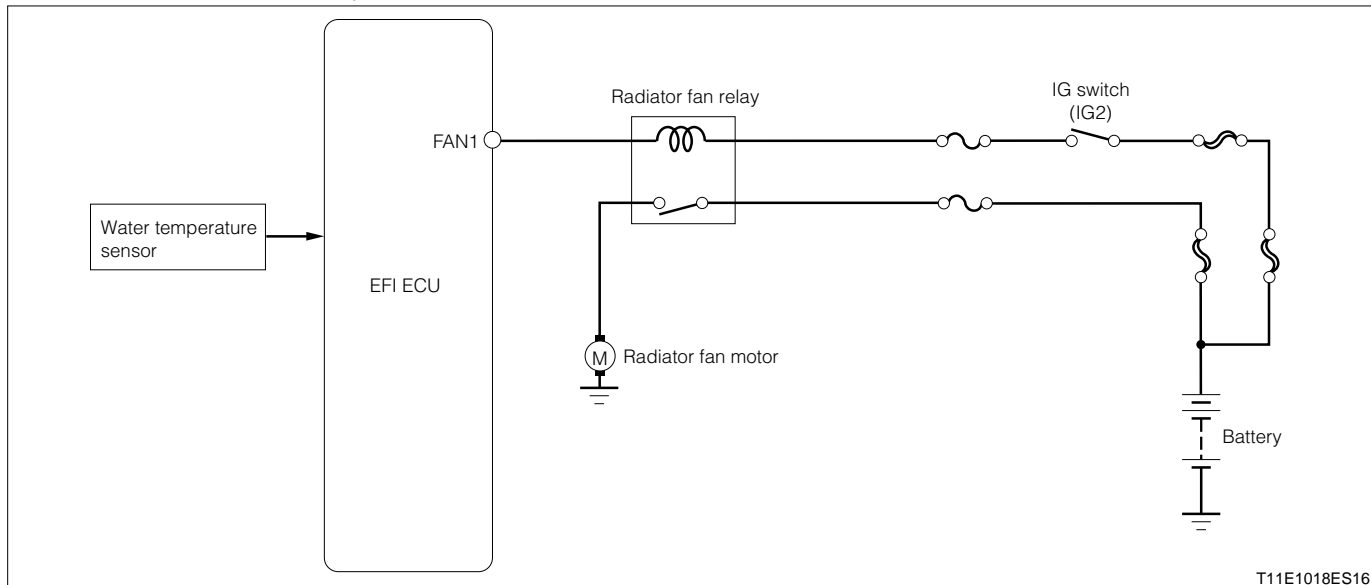 Radiator fan relay
IG switch
(IG2)
FAN1
Water temperature
sensor
EFI ECU
M
Radiator fan motor
Battery
T11E1018ES16